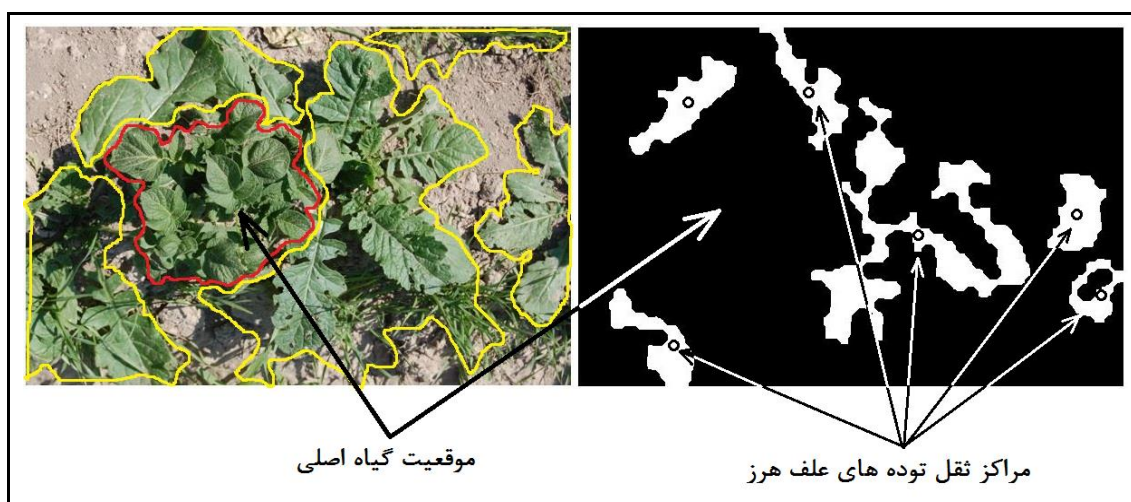 موقعیت گیاه اصلی
مراکز ثقل توده های علف هرز